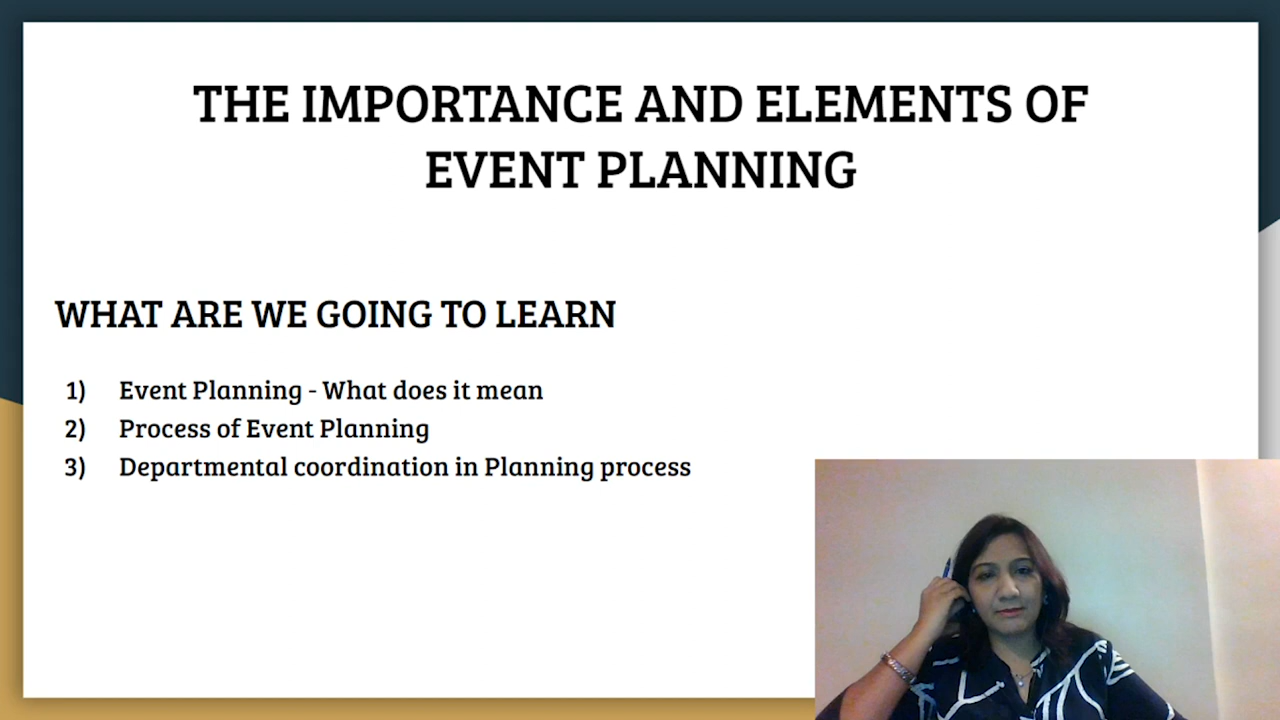 THE IMPORTANCE AND ELEMENTS OF
EVENT PLANNING
WHAT ARE WE GOING TO LEARN
1) Event Planning - What does it mean
2) Process of Event Planning
3) Departmental coordination in Planning process